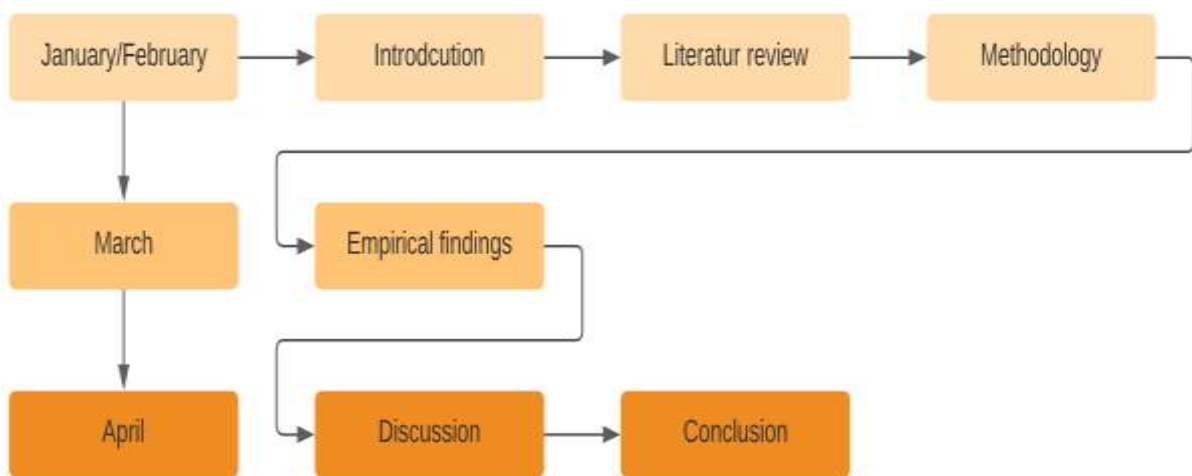 January/February
Introdcution
Literatur review
Methodology
March
Empirical findings
April
Discussion
Conclusion